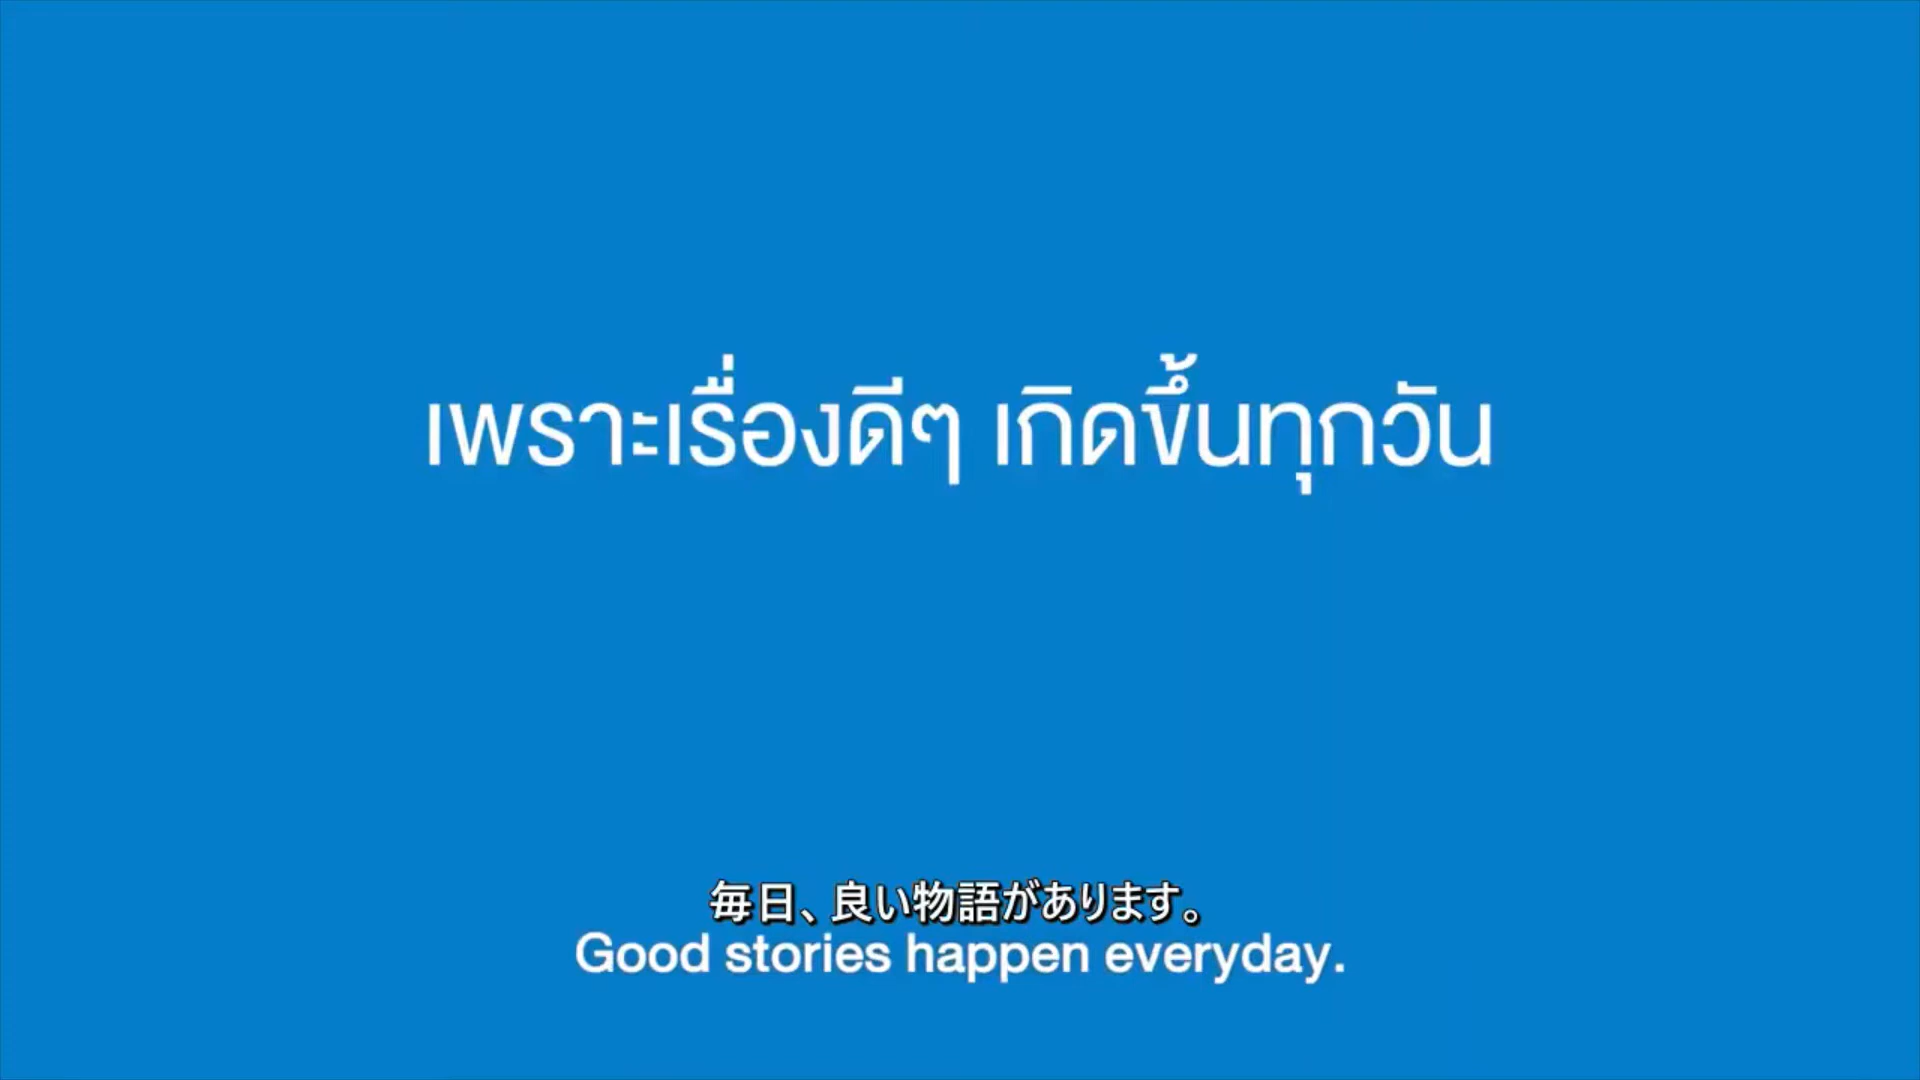 เพราะเรื่องดีๆ เกิดขึ้นทุกวัน
毎日、良い物語があります。
Good stories happen everyday.